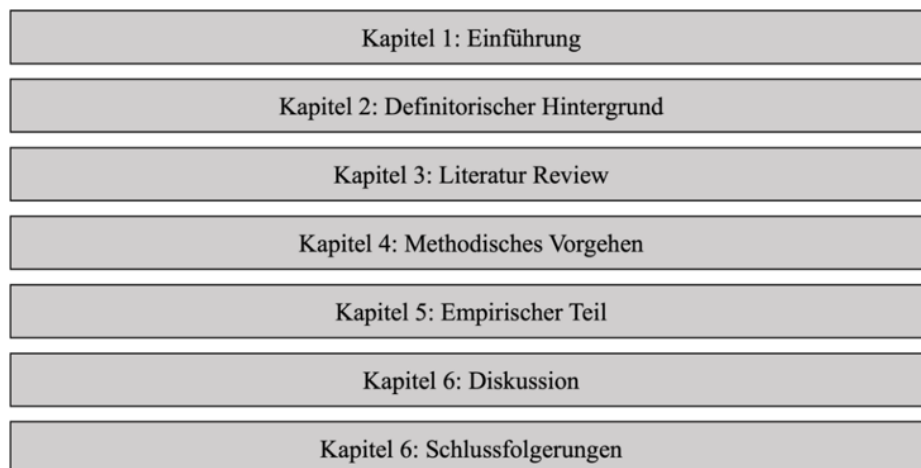 Kapitel 1: Einführung
Kapitel 2: Definitorischer Hintergrund
Kapitel 3: Literatur Review
Kapitel 4: Methodisches Vorgehen
Kapitel 5: Empirischer Teil
Kapitel 6: Diskussion
Kapitel 6: Schlussfolgerungen